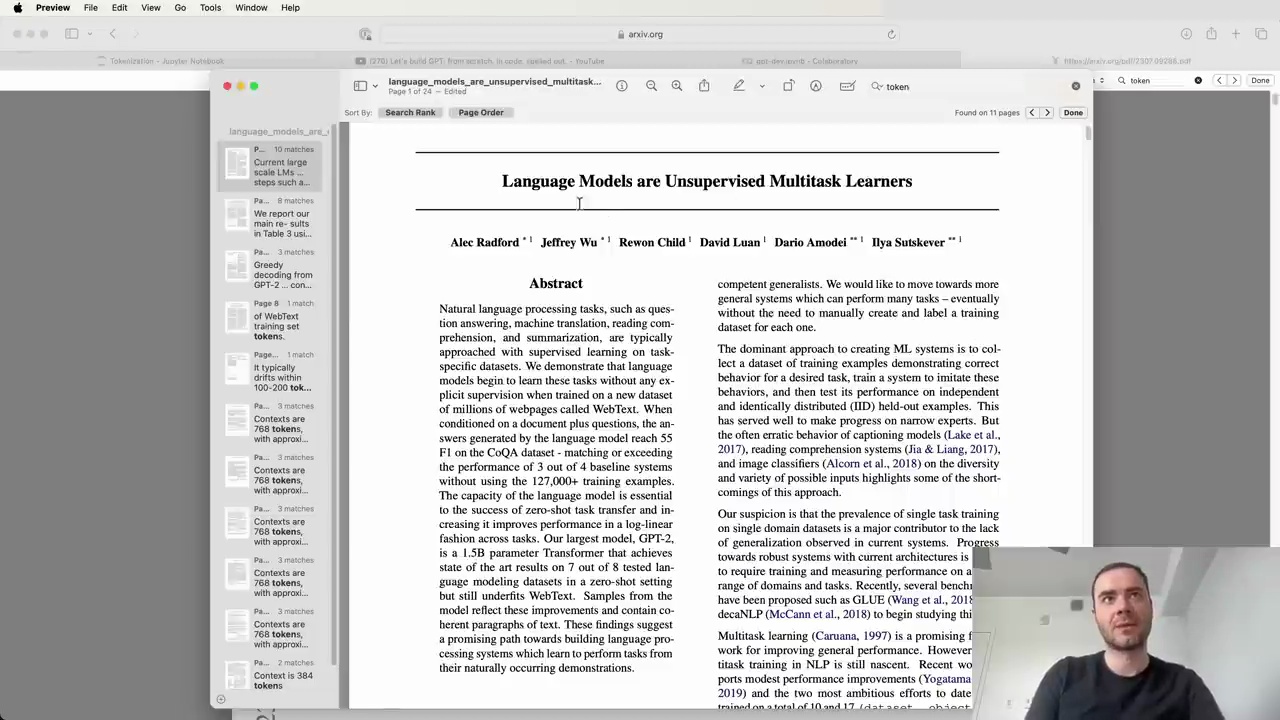 Preview File Edit View Go Tools Window Help
arxiv.org
Tokenization - Jupyter Notebook
(270) Let's build GPT: from scratch, in code, spelled out. - YouTube
gpt-dev.ipynb - Colaboratory
https://arxiv.org/pdf/2307.09288.pdf
token
Done
language_models_are_unsupervised_multitask...
Page 1 of 24 — Edited
token
Sort By: Search Rank Page Order
Found on 11 pages
Done
language_models_are_
P... 10 matches
Current large
scale LMs ...
steps such a...
Pa... 8 matches
We report our
main re- sults
in Table 3 usi...
Pa... 3 matches
Greedy
decoding from
GPT-2 ... con...
Page 8 1 match
of WebText
training set
tokens.
Page... 1 match
It typically
drifts within
100-200 tok...
Pa... 3 matches
Contexts are
768 tokens,
with approxi...
Pa... 3 matches
Contexts are
768 tokens,
with approxi...
Pa... 3 matches
Contexts are
768 tokens,
with approxi...
Pa... 3 matches
Contexts are
768 tokens,
with approxi...
Pa... 3 matches
Contexts are
768 tokens,
with approxi...
Pa... 2 matches
Context is 384
tokens
Language Models are Unsupervised Multitask Learners
Alec Radford * 1 Jeffrey Wu * 1 Rewon Child 1 David Luan 1 Dario Amodei ** 1 Ilya Sutskever ** 1
Abstract
Natural language processing tasks, such as ques-
tion answering, machine translation, reading com-
prehension, and summarization, are typically
approached with supervised learning on task-
specific datasets. We demonstrate that language
models begin to learn these tasks without any ex-
plicit supervision when trained on a new dataset
of millions of webpages called WebText. When
conditioned on a document plus questions, the an-
swers generated by the language model reach 55
F1 on the CoQA dataset - matching or exceeding
the performance of 3 out of 4 baseline systems
without using the 127,000+ training examples.
The capacity of the language model is essential
to the success of zero-shot task transfer and in-
creasing it improves performance in a log-linear
fashion across tasks. Our largest model, GPT-2,
is a 1.5B parameter Transformer that achieves
state of the art results on 7 out of 8 tested lan-
guage modeling datasets in a zero-shot setting
but still underfits WebText. Samples from the
model reflect these improvements and contain co-
herent paragraphs of text. These findings suggest
a promising path towards building language pro-
cessing systems which learn to perform tasks from
their naturally occurring demonstrations.
competent generalists. We would like to move towards more
general systems which can perform many tasks – eventually
without the need to manually create and label a training
dataset for each one.
The dominant approach to creating ML systems is to col-
lect a dataset of training examples demonstrating correct
behavior for a desired task, train a system to imitate these
behaviors, and then test its performance on independent
and identically distributed (IID) held-out examples. This
has served well to make progress on narrow experts. But
the often erratic behavior of captioning models (Lake et al.,
2017), reading comprehension systems (Jia & Liang, 2017),
and image classifiers (Alcorn et al., 2018) on the diversity
and variety of possible inputs highlights some of the short-
comings of this approach.
Our suspicion is that the prevalence of single task training
on single domain datasets is a major contributor to the lack
of generalization observed in current systems. Progress
towards robust systems with current architectures is
to require training and measuring performance on a
range of domains and tasks. Recently, several bench
have been proposed such as GLUE (Wang et al., 2018
decaNLP (McCann et al., 2018) to begin studying thi
Multitask learning (Caruana, 1997) is a promising f
work for improving general performance. However
titask training in NLP is still nascent. Recent wo
ports modest performance improvements (Yogatama
2019) and the two most ambitious efforts to date
trained on a total of 10 and 17 (dataset, object